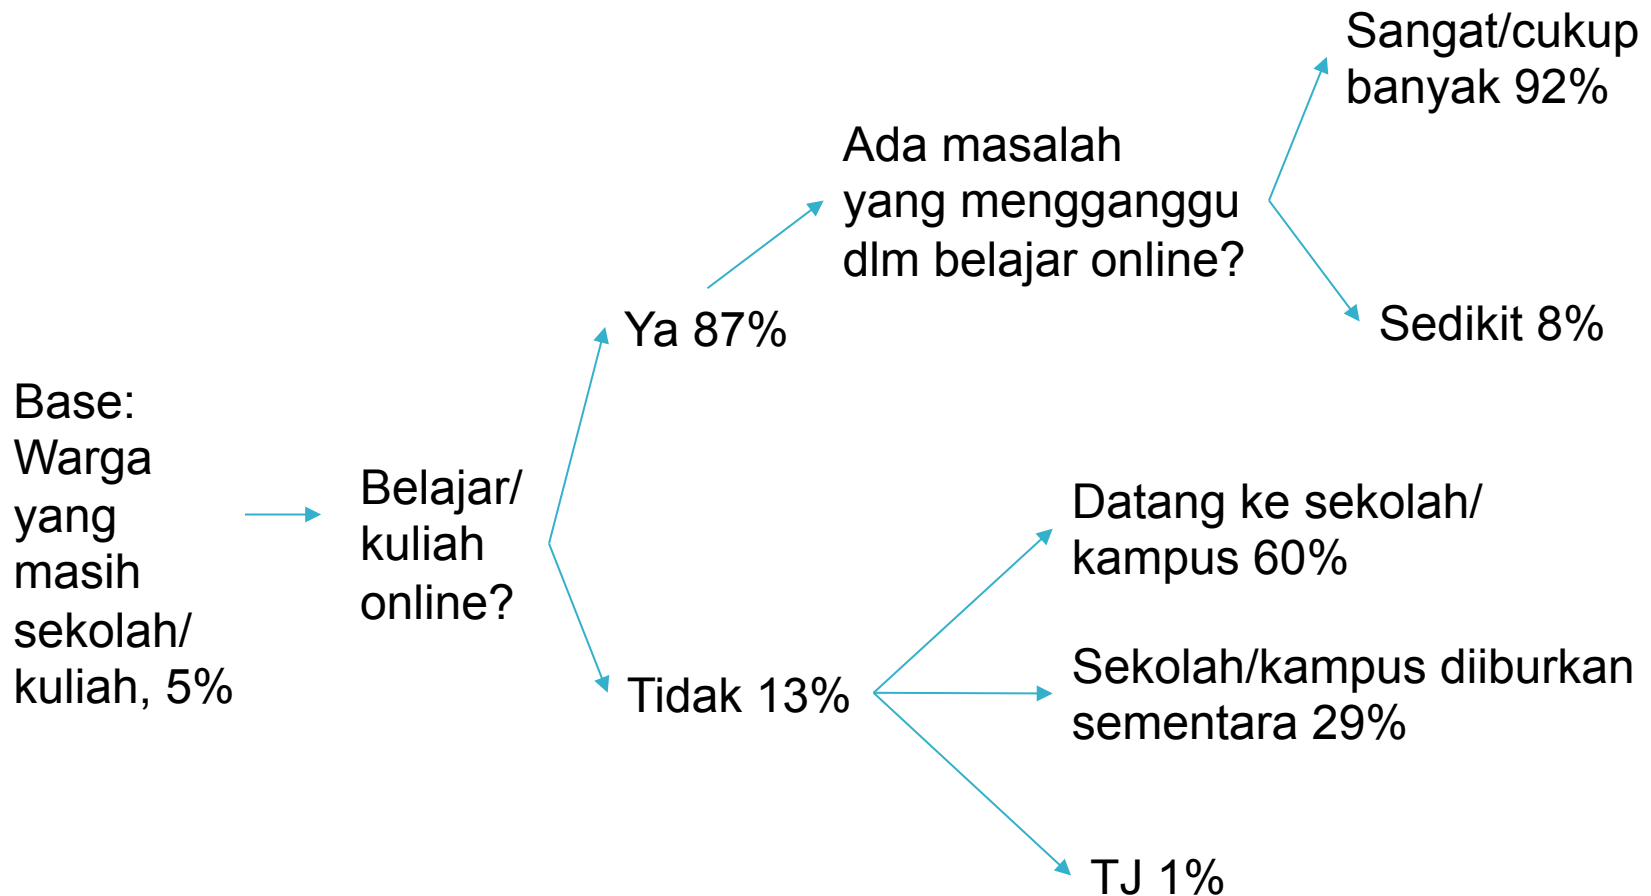 Base:
Warga
yang
masih
sekolah/
kuliah, 5%
Belajar/
kuliah
online?
Ya 87%
Ada masalah
yang mengganggu
dlm belajar online?
Sangat/cukup
banyak 92%
Sedikit 8%
Tidak 13%
Datang ke sekolah/
kampus 60%
Sekolah/kampus diiburkan
sementara 29%
TJ 1%